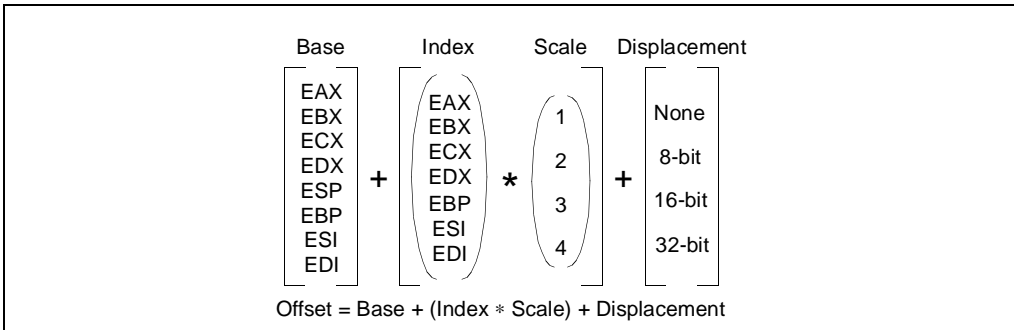 Base Index Scale Displacement
EAX
EBX
ECX
EDX
ESP
EBP
ESI
EDI
+
EAX
EBX
ECX
EDX
EBP
ESI
EDI
*
1
2
3
4
+
None
8-bit
16-bit
32-bit
Offset = Base + (Index * Scale) + Displacement